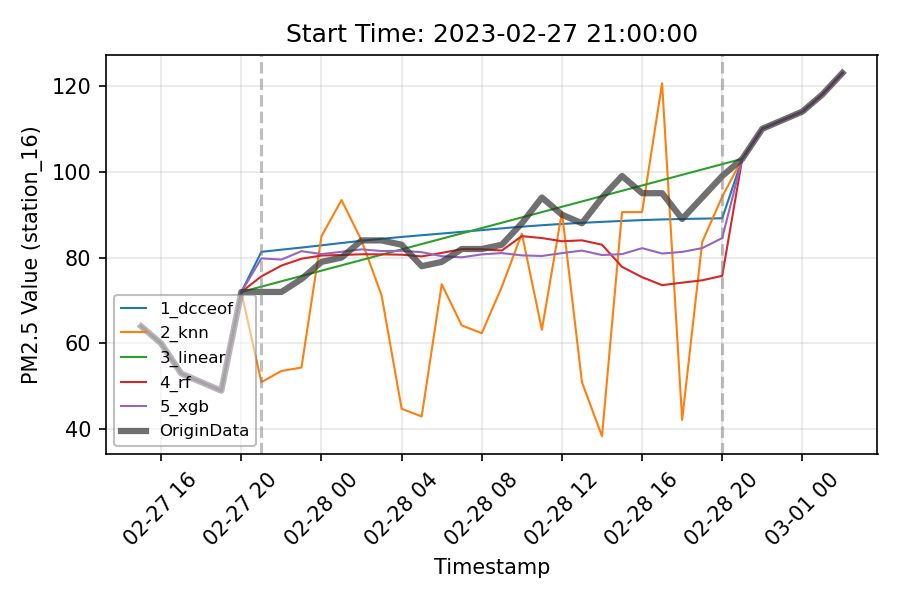 Start Time: 2023-02-27 21:00:00
PM2.5 Value (station_16)
120
100
80
60
40
1_dcceof
2_knn
3_linear
4_rf
5_xgb
OriginData
02-27 16
02-27 20
02-28 00
02-28 04
02-28 08
02-28 12
02-28 16
02-28 20
03-01 00
Timestamp